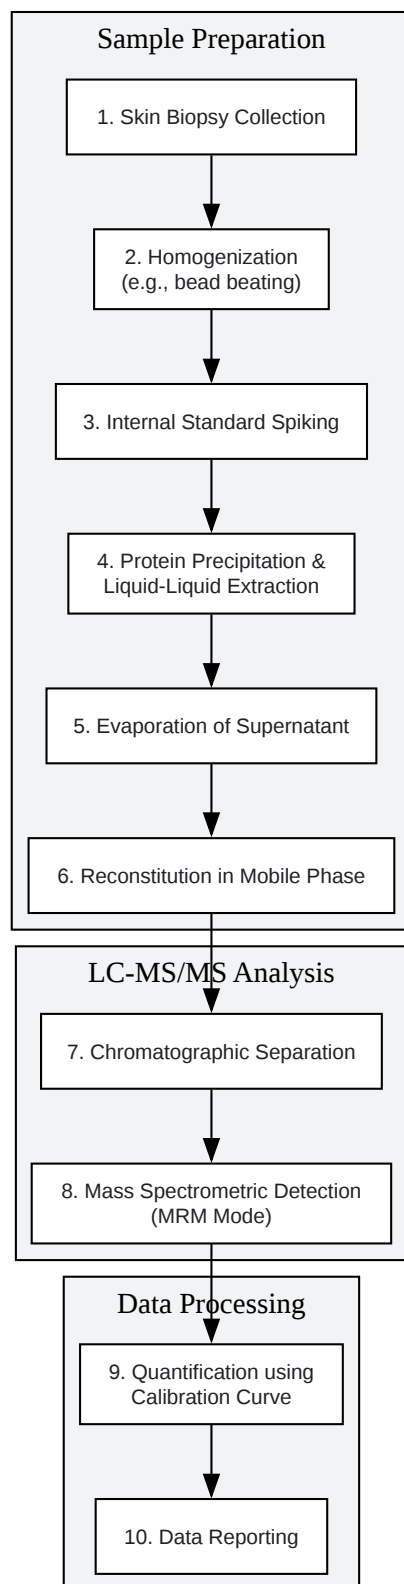 Sample Preparation
1. Skin Biopsy Collection
2. Homogenization
(e.g., bead beating)
3. Internal Standard Spiking
4. Protein Precipitation &
Liquid-Liquid Extraction
5. Evaporation of Supernatant
6. Reconstitution in Mobile Phase
LC-MS/MS Analysis
7. Chromatographic Separation
8. Mass Spectrometric Detection
(MRM Mode)
Data Processing
9. Quantification using
Calibration Curve
10. Data Reporting